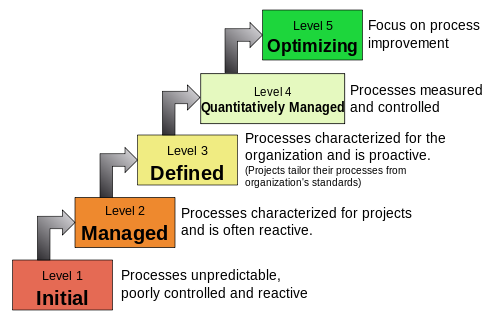 Level 5
Optimizing
Focus on process
improvement
Level 4
Quantitatively Managed
Processes measured
and controlled
Level 3
Defined
Processes characterized for the
organization and is proactive.
(Projects tailor their processes from
organization's standards)
Level 2
Managed
Processes characterized for projects
and is often reactive.
Level 1
Initial
Processes unpredictable,
poorly controlled and reactive